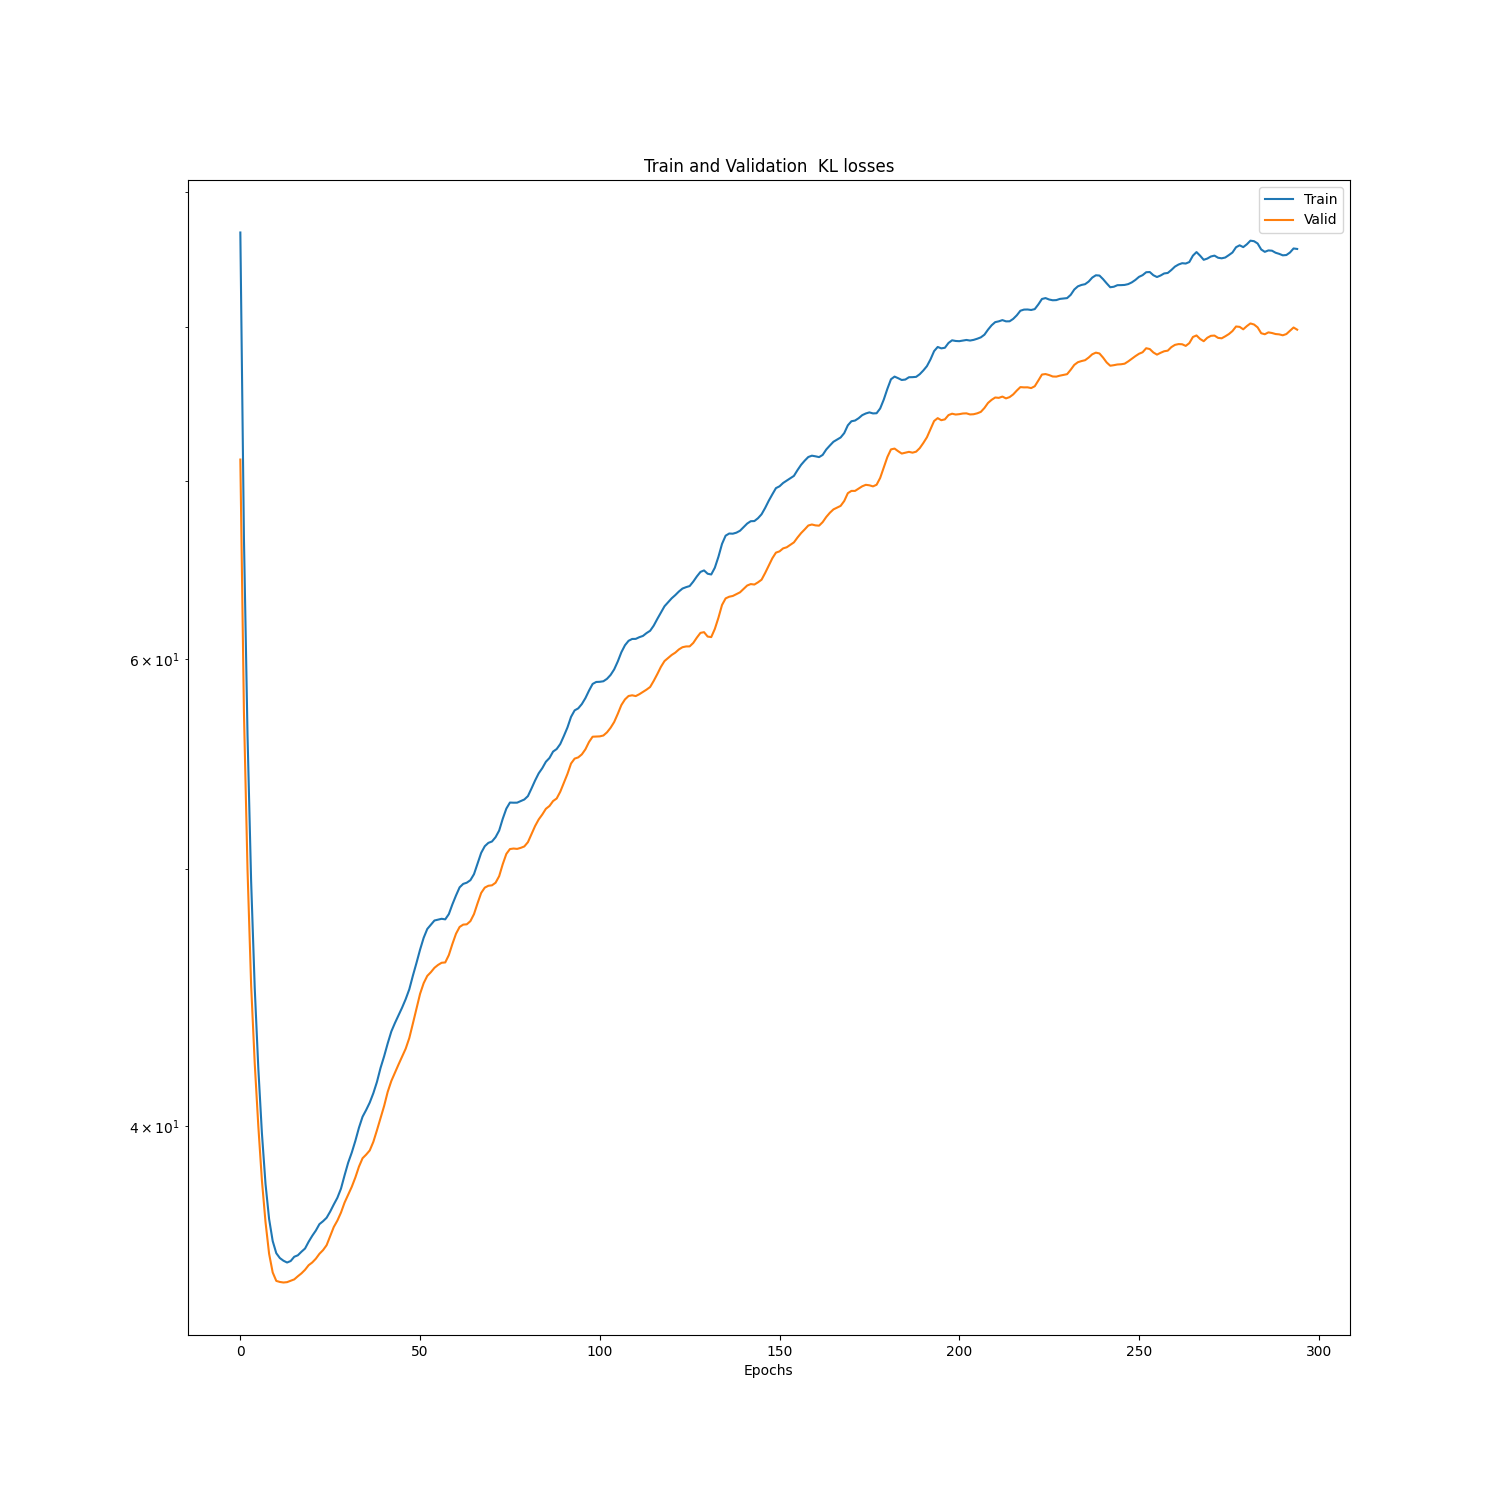 Train and Validation  KL losses
Train
Valid
6 × 10¹
4 × 10¹
0 50 100 150 200 250 300
Epochs